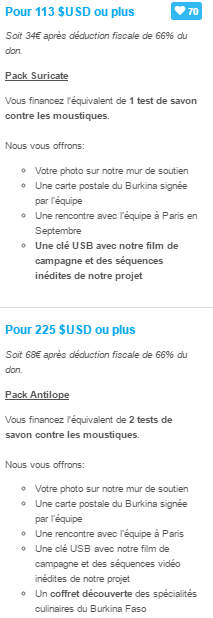 Pour 113 $USD ou plus
70
Soit 34€ après déduction fiscale de 66% du
don.
Pack Suricate
Vous financez l'équivalent de 1 test de savon
contre les moustiques.
Nous vous offrons:
Votre photo sur notre mur de soutien
Une carte postale du Burkina signée
par l'équipe
Une rencontre avec l'équipe à Paris en
Septembre
Une clé USB avec notre film de
campagne et des séquences
inédites de notre projet
Pour 225 $USD ou plus
Soit 68€ après déduction fiscale de 66% du
don.
Pack Antilope
Vous financez l'équivalent de 2 tests de
savon contre les moustiques.
Nous vous offrons:
Votre photo sur notre mur de soutien
Une carte postale du Burkina signée
par l'équipe
Une rencontre avec l'équipe à Paris
Une clé USB avec notre film de
campagne et des séquences vidéo
inédites de notre projet
Un coffret découverte des spécialités
culinaires du Burkina Faso